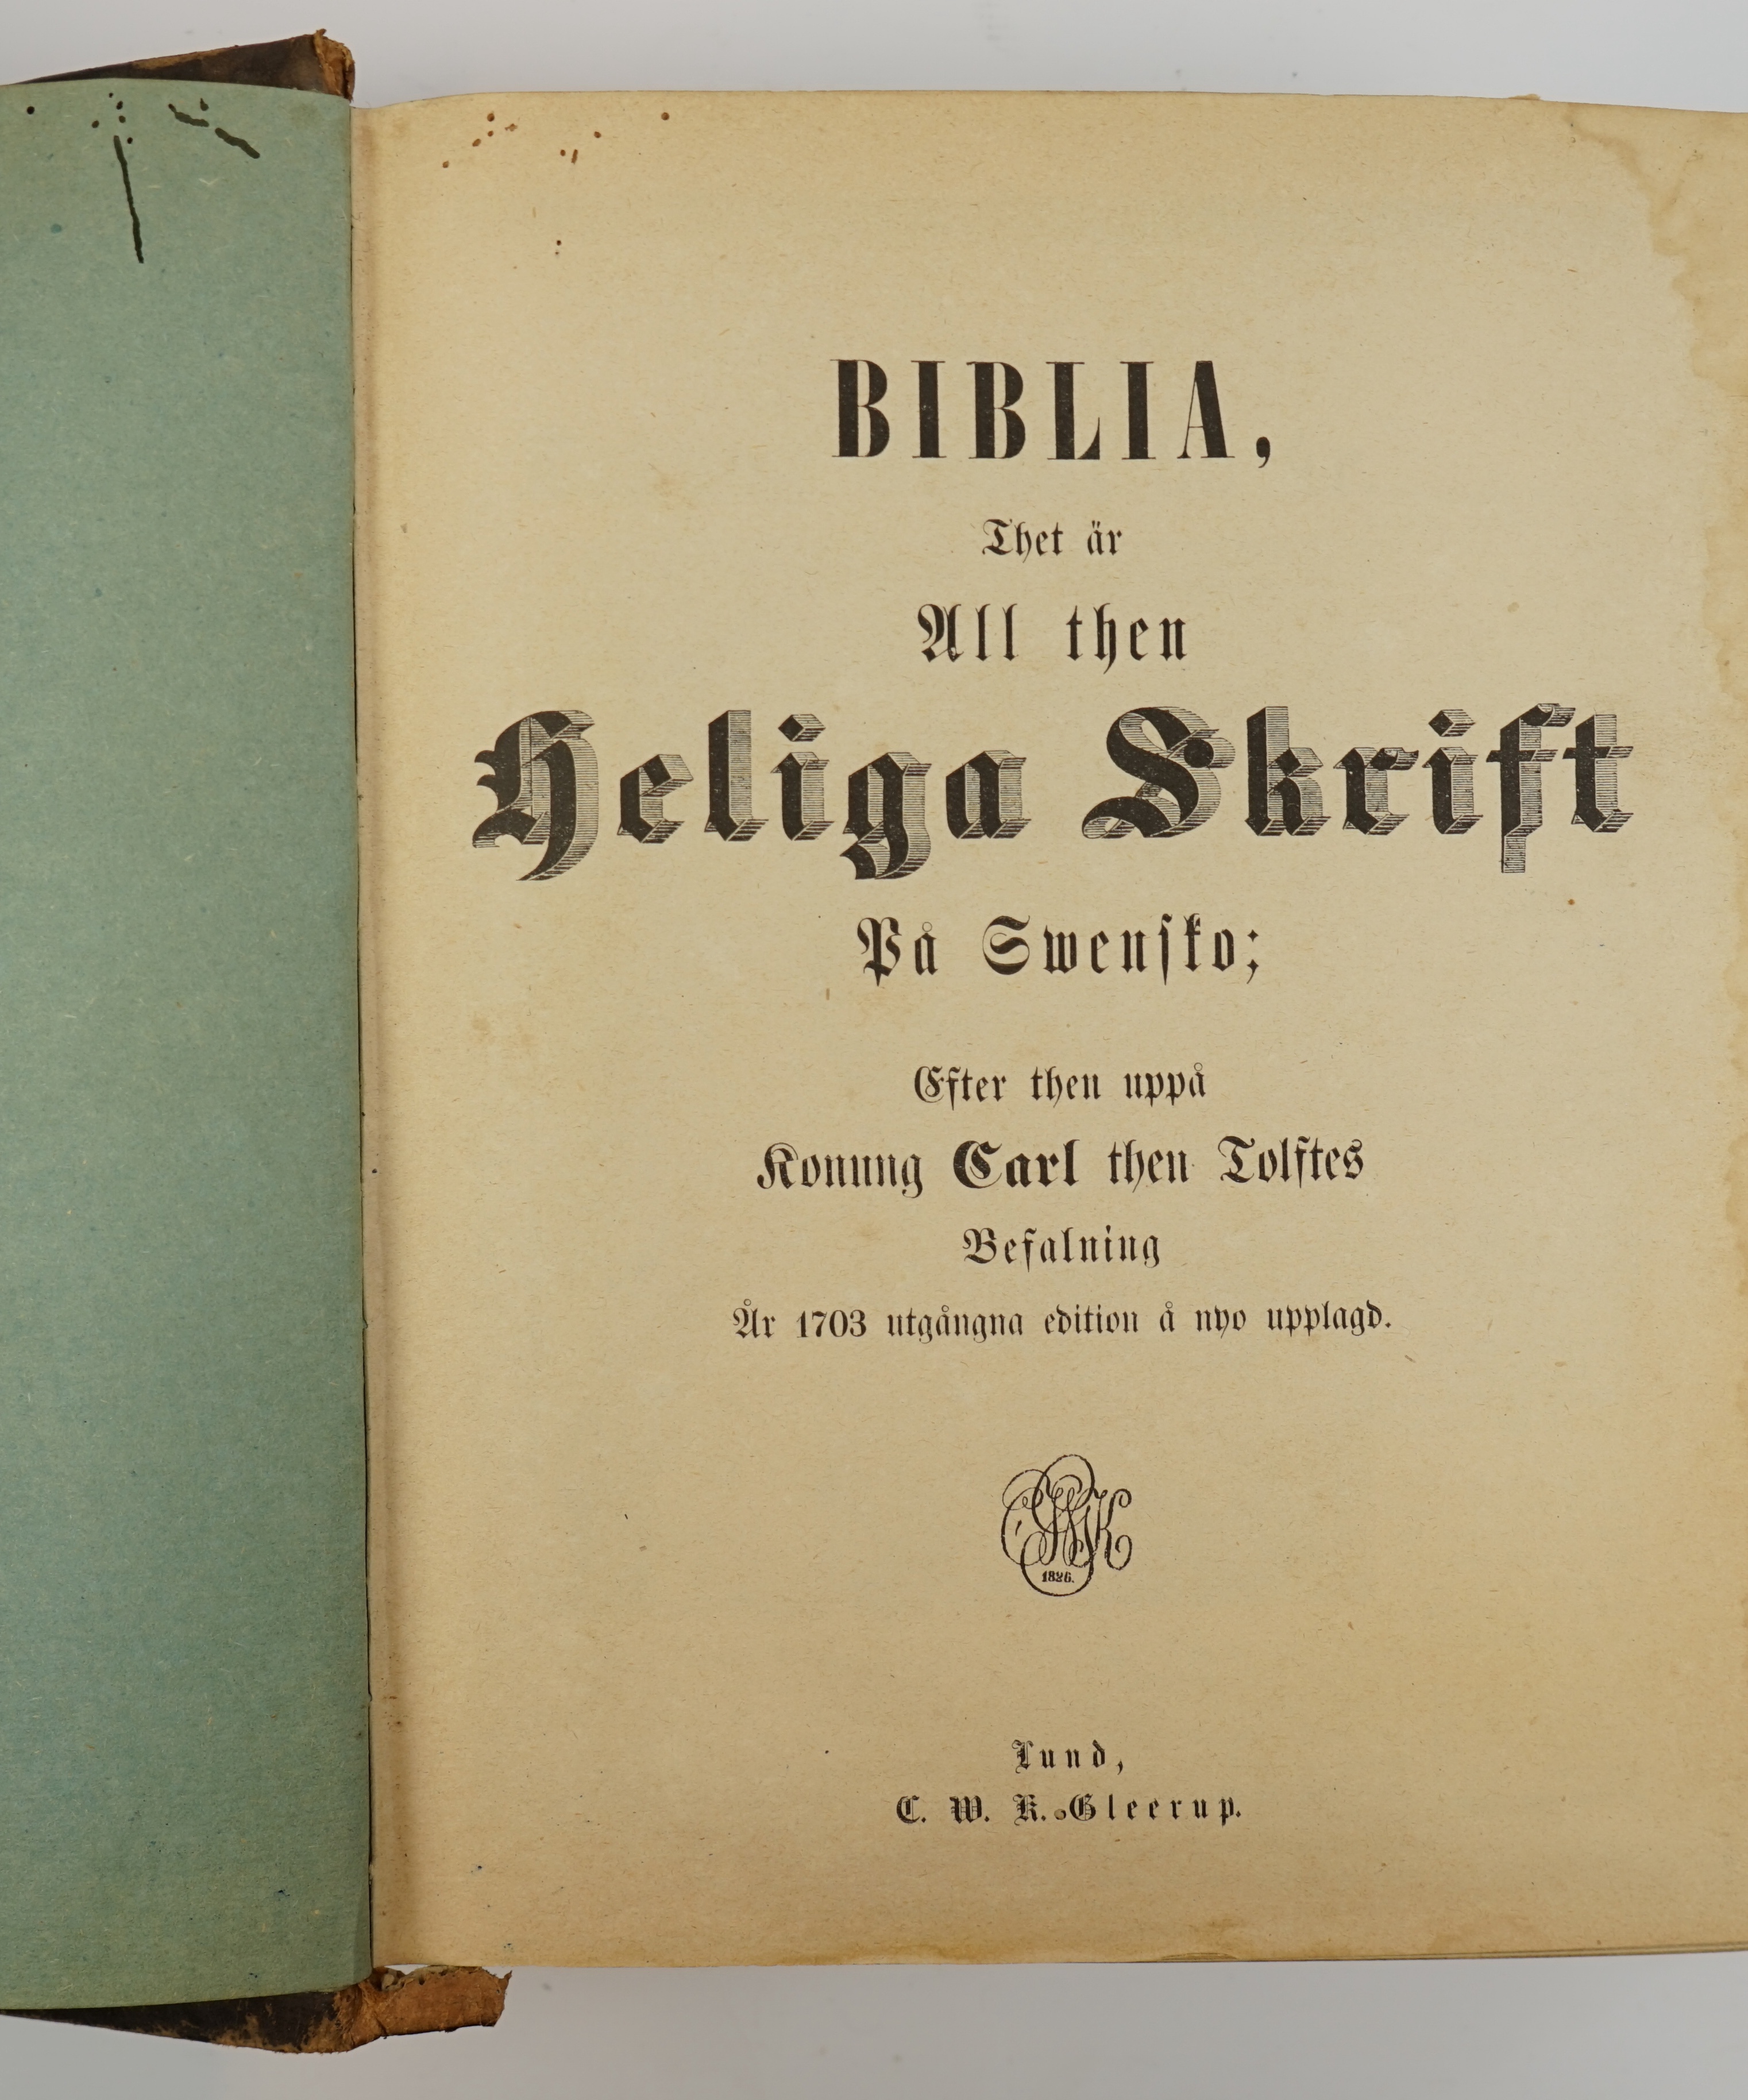 BIBLIA,
Thet är
All then
Heliga Skrift
På Swensko;
Efter then uppå
Konung Carl then Tolftes
Befalning
År 1703 utgångna edition å nyo upplagd.
CWK
1826.
Lund,
C. W. K. Gleerup.